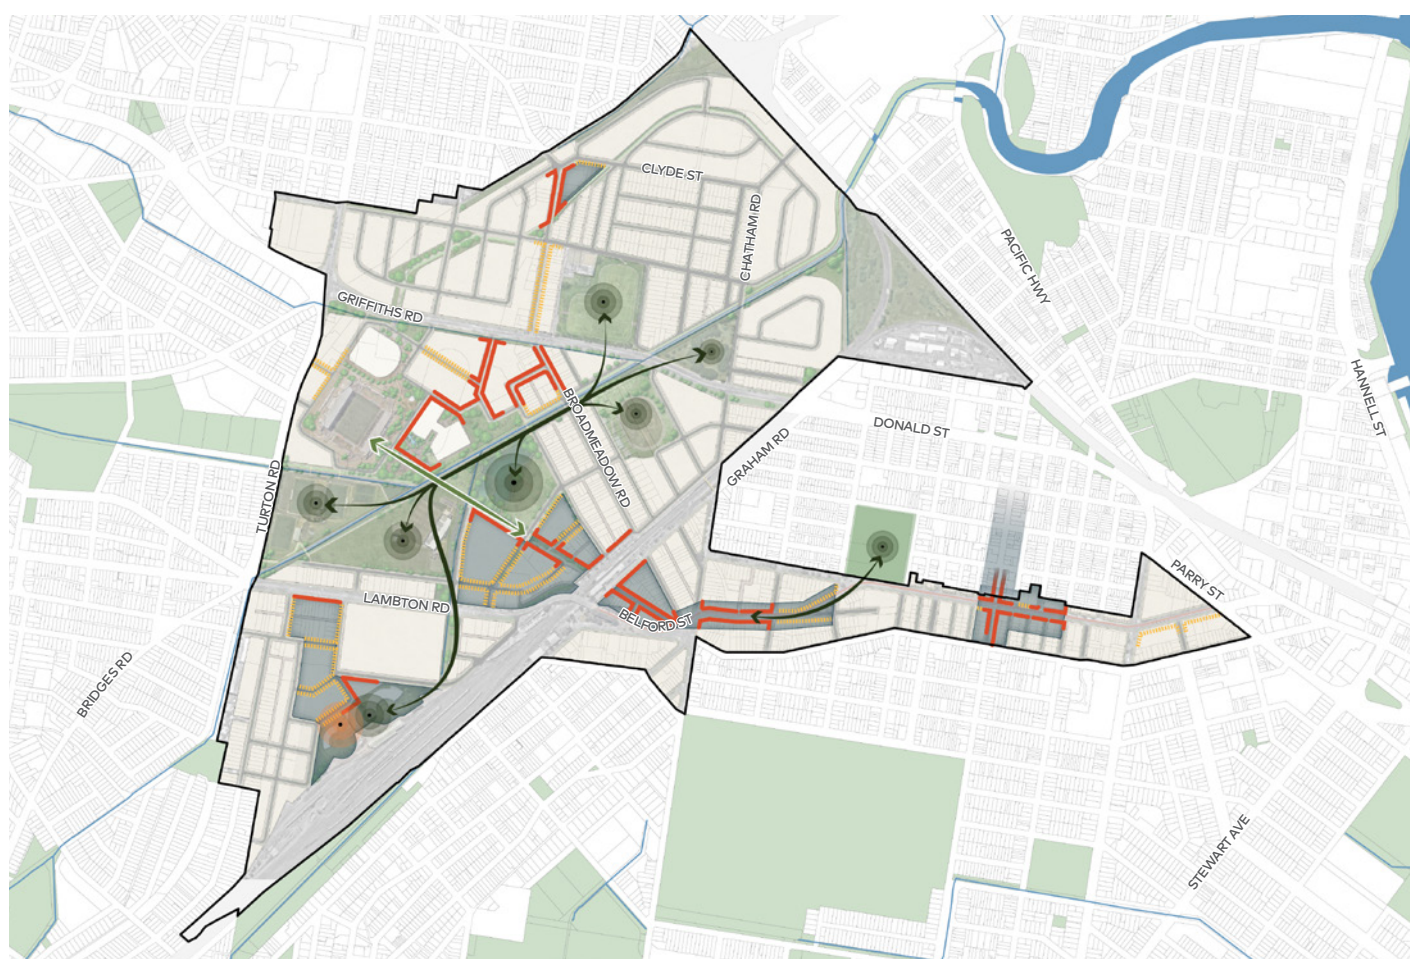 CLYDE ST
CHATHAM RD
PACIFIC HWY
GRIFFITHS RD
HANNELL ST
BROADMEADOW RD
DONALD ST
GRAHAM RD
TURTON RD
PARRY ST
LAMBTON RD
BELFORD ST
BRIDGES RD
STEWART AVE